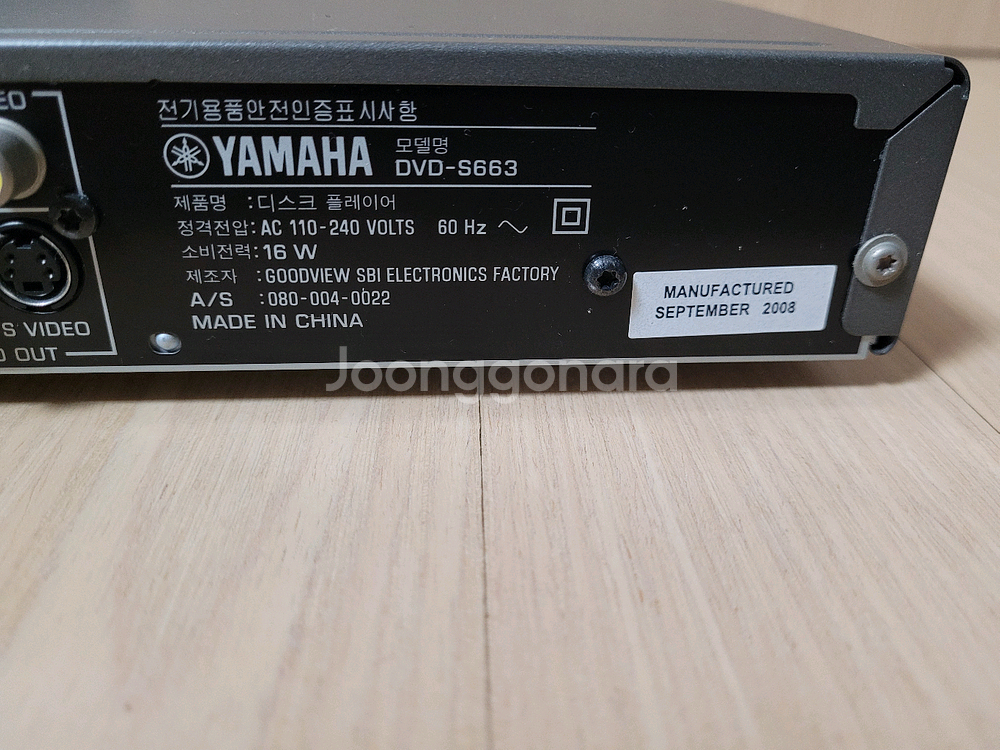 전기용품안전인증표시사항
YAMAHA 모델명
DVD-S663
제품명 : 디스크 플레이어
정격전압: AC 110-240 VOLTS 60 Hz
소비전력: 16 W
제조자 : GOODVIEW SBI ELECTRONICS FACTORY
A/S : 080-004-0022
MADE IN CHINA
MANUFACTURED
SEPTEMBER 2008
EO
S VIDEO
O OUT
Joonggonara